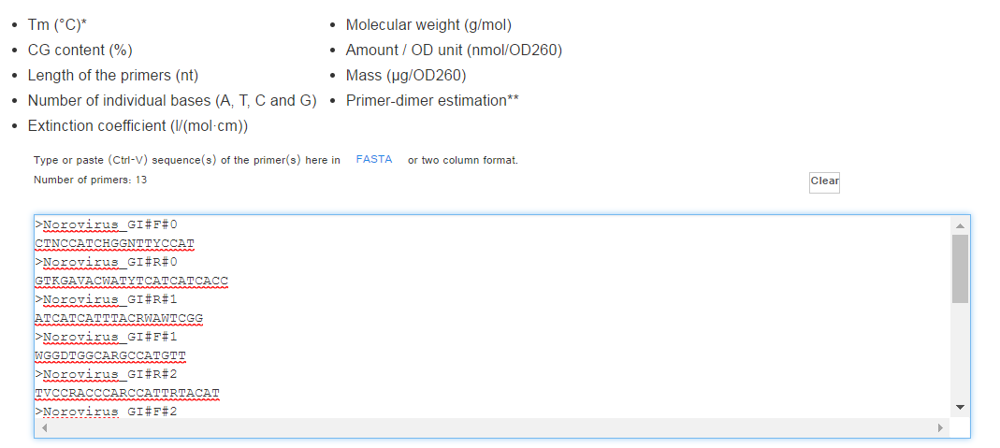 Tm (°C)*
CG content (%)
Length of the primers (nt)
Number of individual bases (A, T, C and G)
Extinction coefficient (l/(mol·cm))
Molecular weight (g/mol)
Amount / OD unit (nmol/OD260)
Mass (µg/OD260)
Primer-dimer estimation**
Type or paste (Ctrl-V) sequence(s) of the primer(s) here in FASTA or two column format.
Number of primers: 13
Clear
>Norovirus_GI#F#0
CTNCCATCHGGNTTYCCAT
>Norovirus_GI#R#0
GTKGAVACWATYTCATCATCACC
>Norovirus_GI#R#1
ATCATCATTTACRWAWTCGG
>Norovirus_GI#F#1
WGGDTGGCARGCCATGTT
>Norovirus_GI#R#2
TVCCRACCCARCCATTRTACAT
>Norovirus GI#F#2